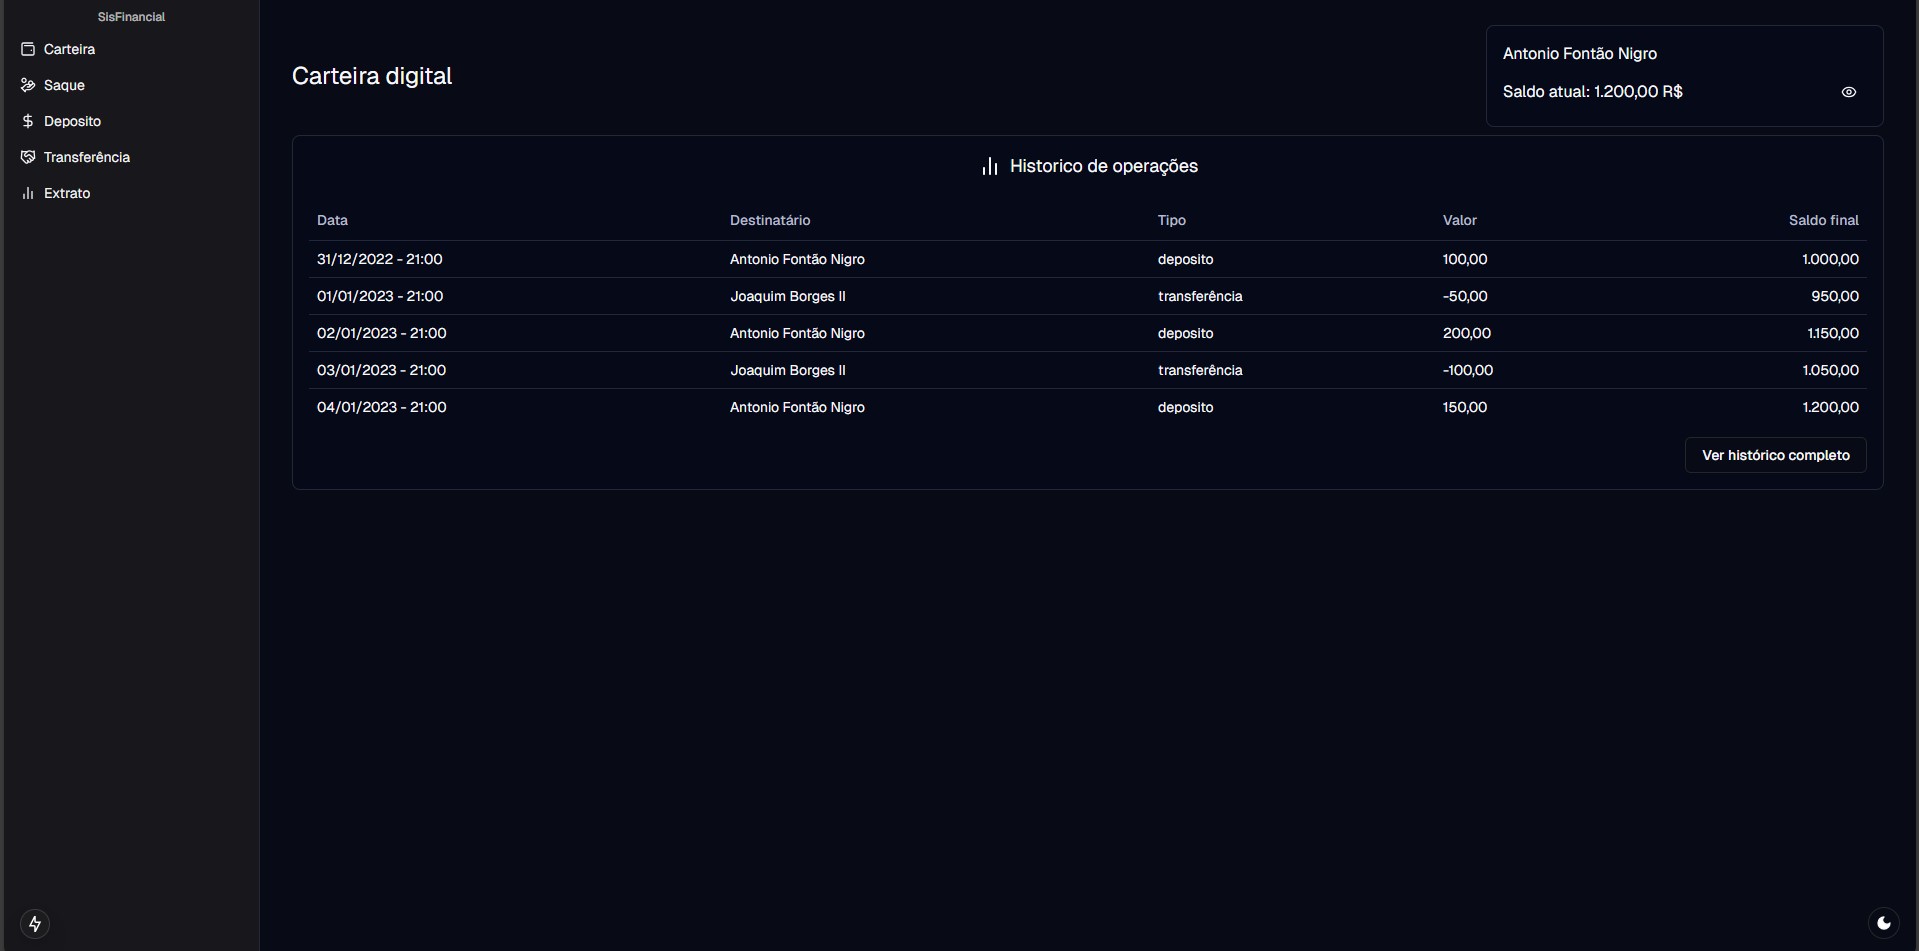 SisFinancial
Carteira
Saque
Deposito
Transferência
Extrato
Carteira digital
Antonio Fontão Nigro
Saldo atual: 1.200,00 R$
Historico de operações
Data Destinatário Tipo Valor Saldo final
31/12/2022 - 21:00 Antonio Fontão Nigro deposito 100,00 1.000,00
01/01/2023 - 21:00 Joaquim Borges II transferência -50,00 950,00
02/01/2023 - 21:00 Antonio Fontão Nigro deposito 200,00 1.150,00
03/01/2023 - 21:00 Joaquim Borges II transferência -100,00 1.050,00
04/01/2023 - 21:00 Antonio Fontão Nigro deposito 150,00 1.200,00
Ver histórico completo